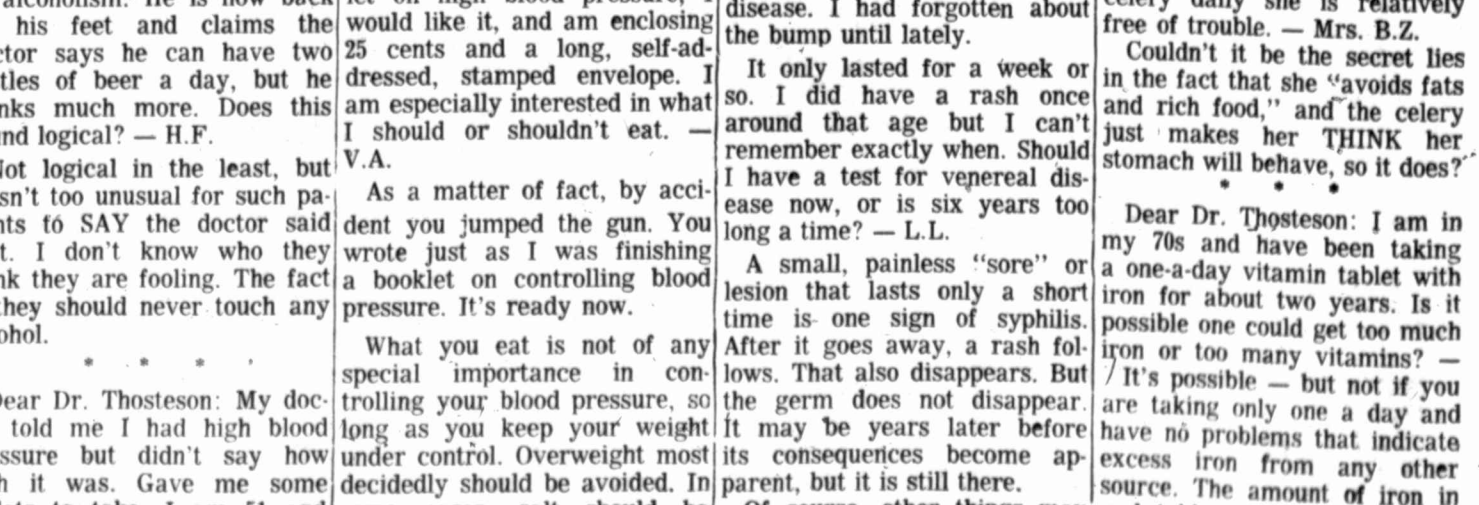 his feet and claims the
says he can have two
of beer a day, but he
much more. Does this
logical? — H.F.
logical in the least, but
too unusual for such pa-
to SAY the doctor said
I don't know who they
they are fooling. The fact
they should never touch any
* * *
Dear Dr. Thosteson: My doc-
told me I had high blood
but didn't say how
it was. Gave me some
would like it, and am enclosing
25 cents and a long, self-ad-
dressed, stamped envelope. I
am especially interested in what
I should or shouldn't eat. —
V.A.
As a matter of fact, by acci-
dent you jumped the gun. You
wrote just as I was finishing
a booklet on controlling blood
pressure. It's ready now.
What you eat is not of any
special importance in con-
trolling your blood pressure, so
long as you keep your weight
under control. Overweight most
decidedly should be avoided. In
disease. I had forgotten about
the bump until lately.
It only lasted for a week or
so. I did have a rash once
around that age but I can't
remember exactly when. Should
I have a test for venereal dis-
ease now, or is six years too
long a time? — L.L.
A small, painless "sore" or
lesion that lasts only a short
time is one sign of syphilis.
After it goes away, a rash fol-
lows. That also disappears. But
the germ does not disappear.
It may be years later before
its consequences become ap-
parent, but it is still there.
celery daily she is relatively
free of trouble. — Mrs. B.Z.
Couldn't it be the secret lies
in the fact that she "avoids fats
and rich food," and the celery
just makes her THINK her
stomach will behave, so it does?
* * *
Dear Dr. Thosteson: I am in
my 70s and have been taking
a one-a-day vitamin tablet with
iron for about two years. Is it
possible one could get too much
iron or too many vitamins? —
It's possible — but not if you
are taking only one a day and
have no problems that indicate
excess iron from any other
source. The amount of iron in